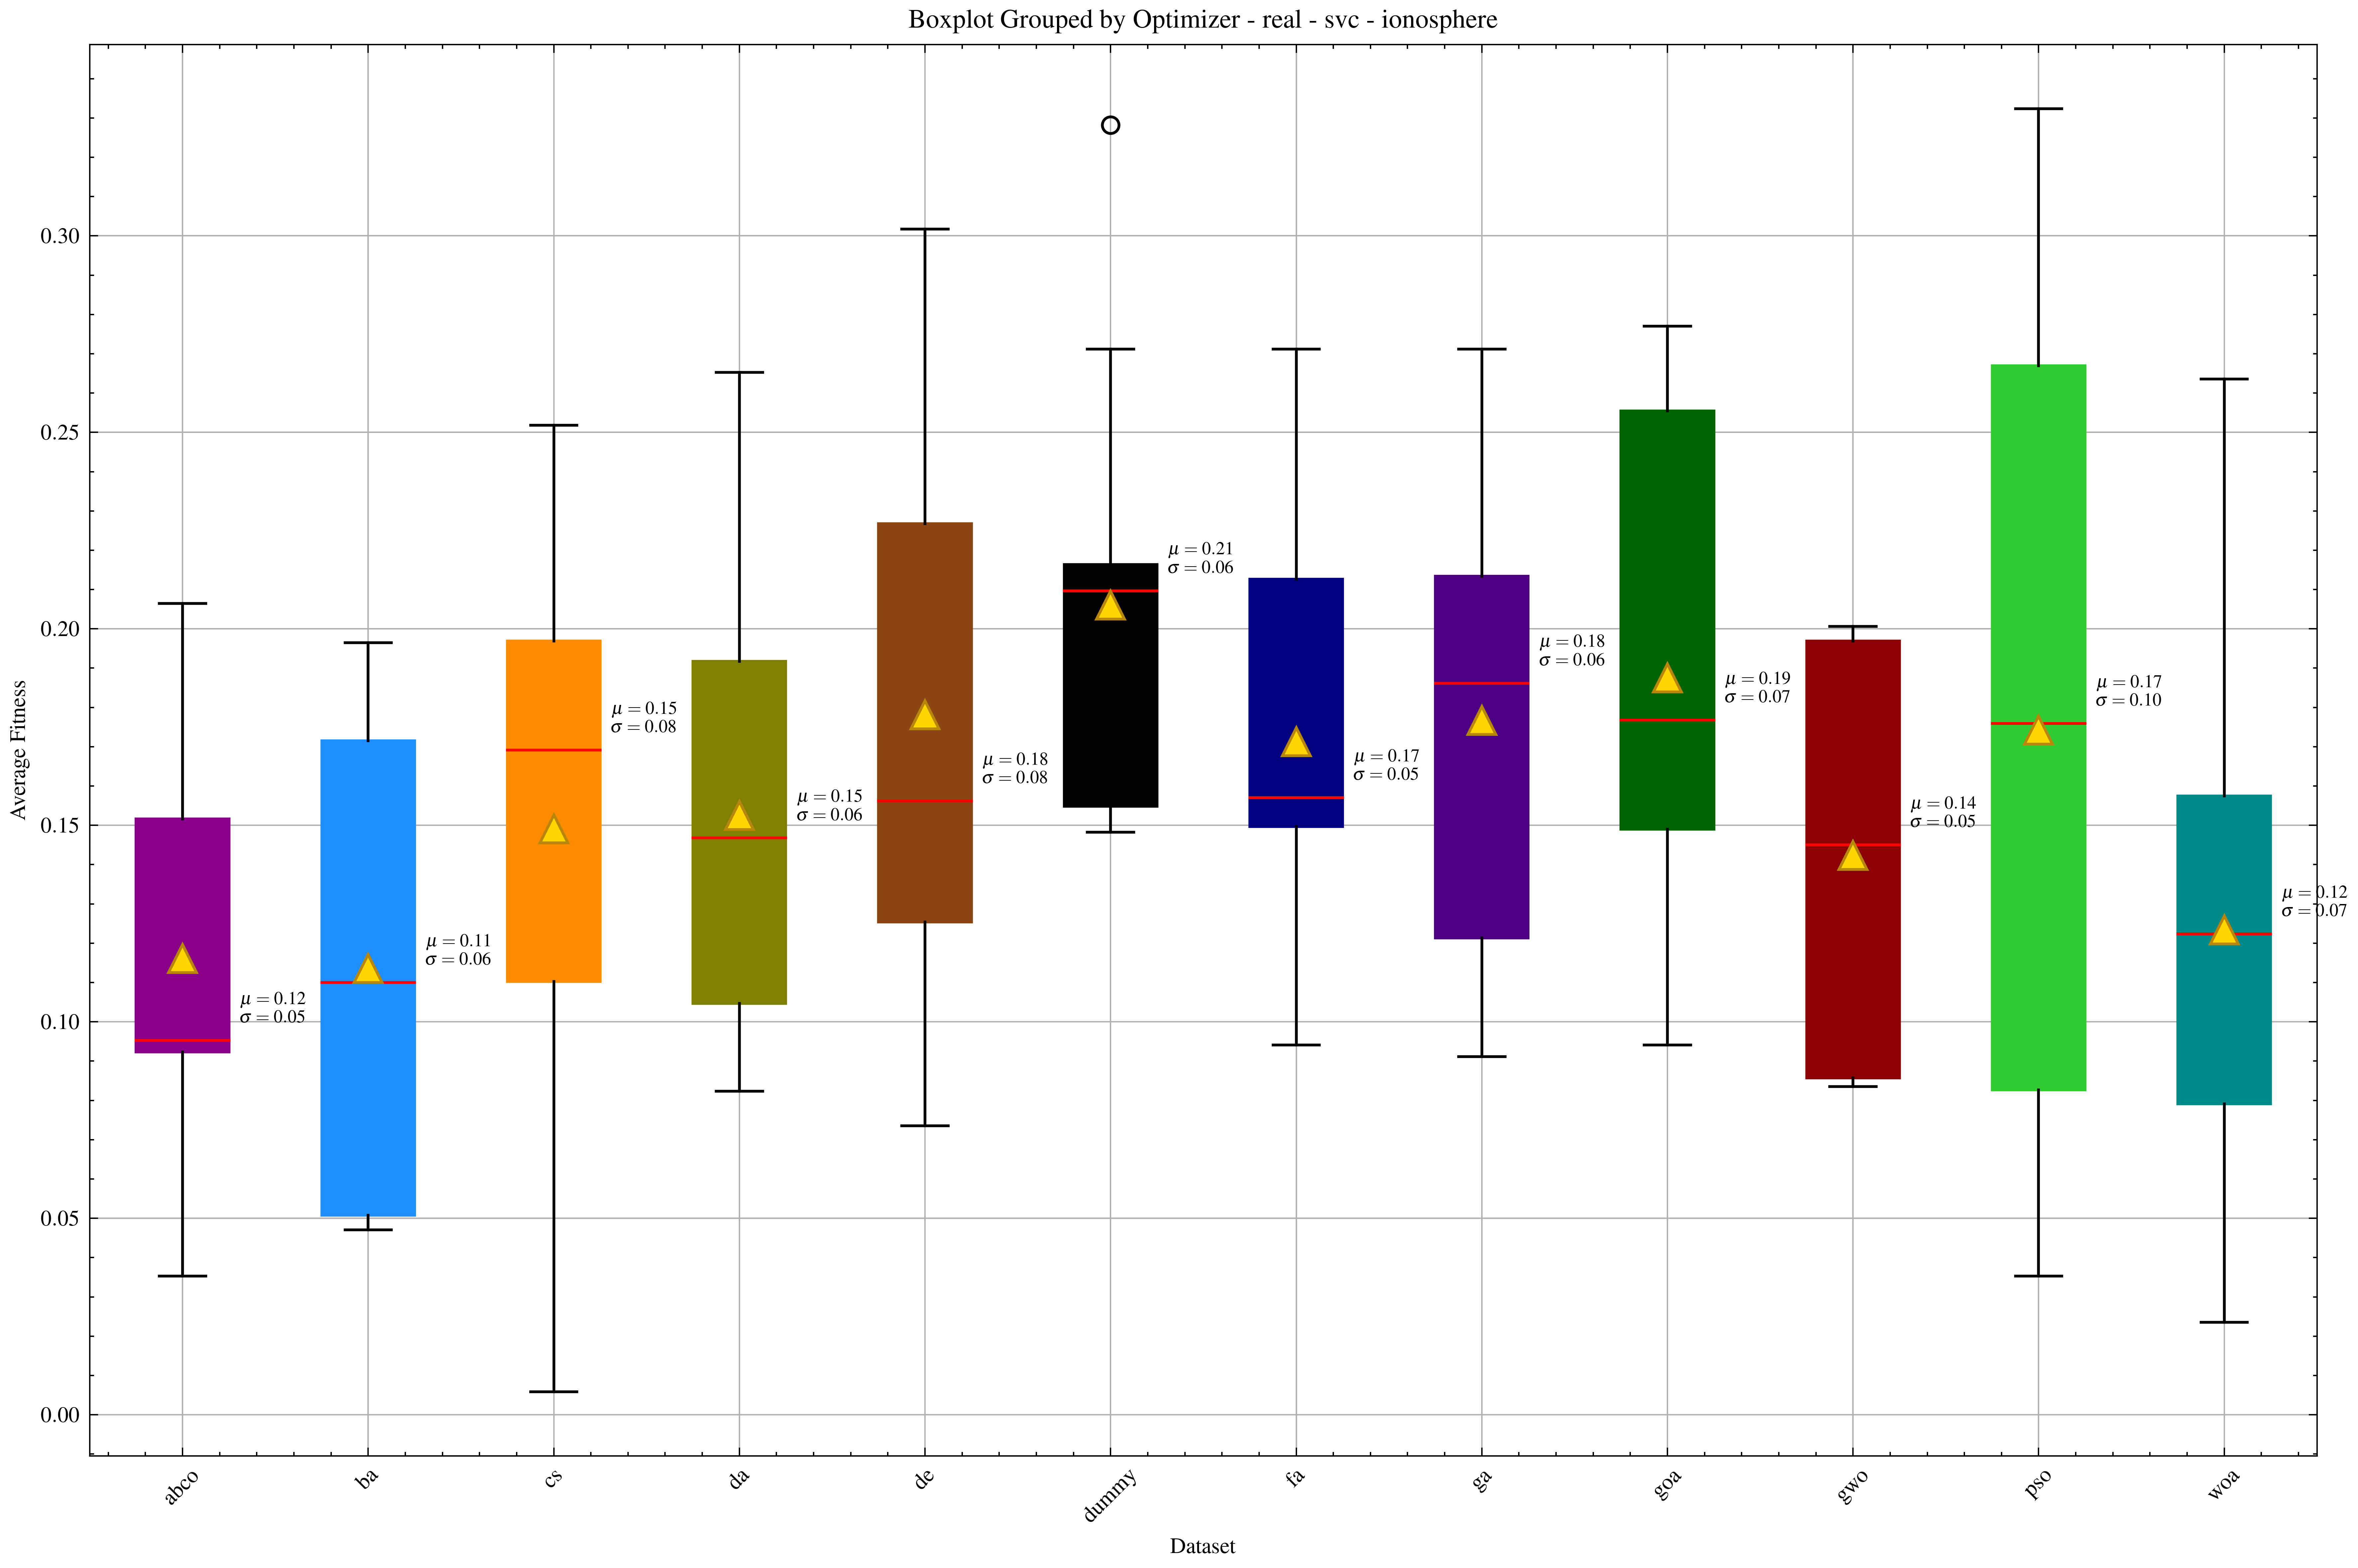 Boxplot Grouped by Optimizer - real - svc - ionosphere
Average Fitness
0.30
0.25
0.20
0.15
0.10
0.05
0.00
μ = 0.12
σ = 0.05
μ = 0.11
σ = 0.06
μ = 0.15
σ = 0.08
μ = 0.15
σ = 0.06
μ = 0.18
σ = 0.08
μ = 0.21
σ = 0.06
μ = 0.17
σ = 0.05
μ = 0.18
σ = 0.06
μ = 0.19
σ = 0.07
μ = 0.14
σ = 0.05
μ = 0.17
σ = 0.10
μ = 0.12
σ = 0.07
abco
ba
cs
da
de
dummy
fa
ga
goa
gwo
pso
woa
Dataset